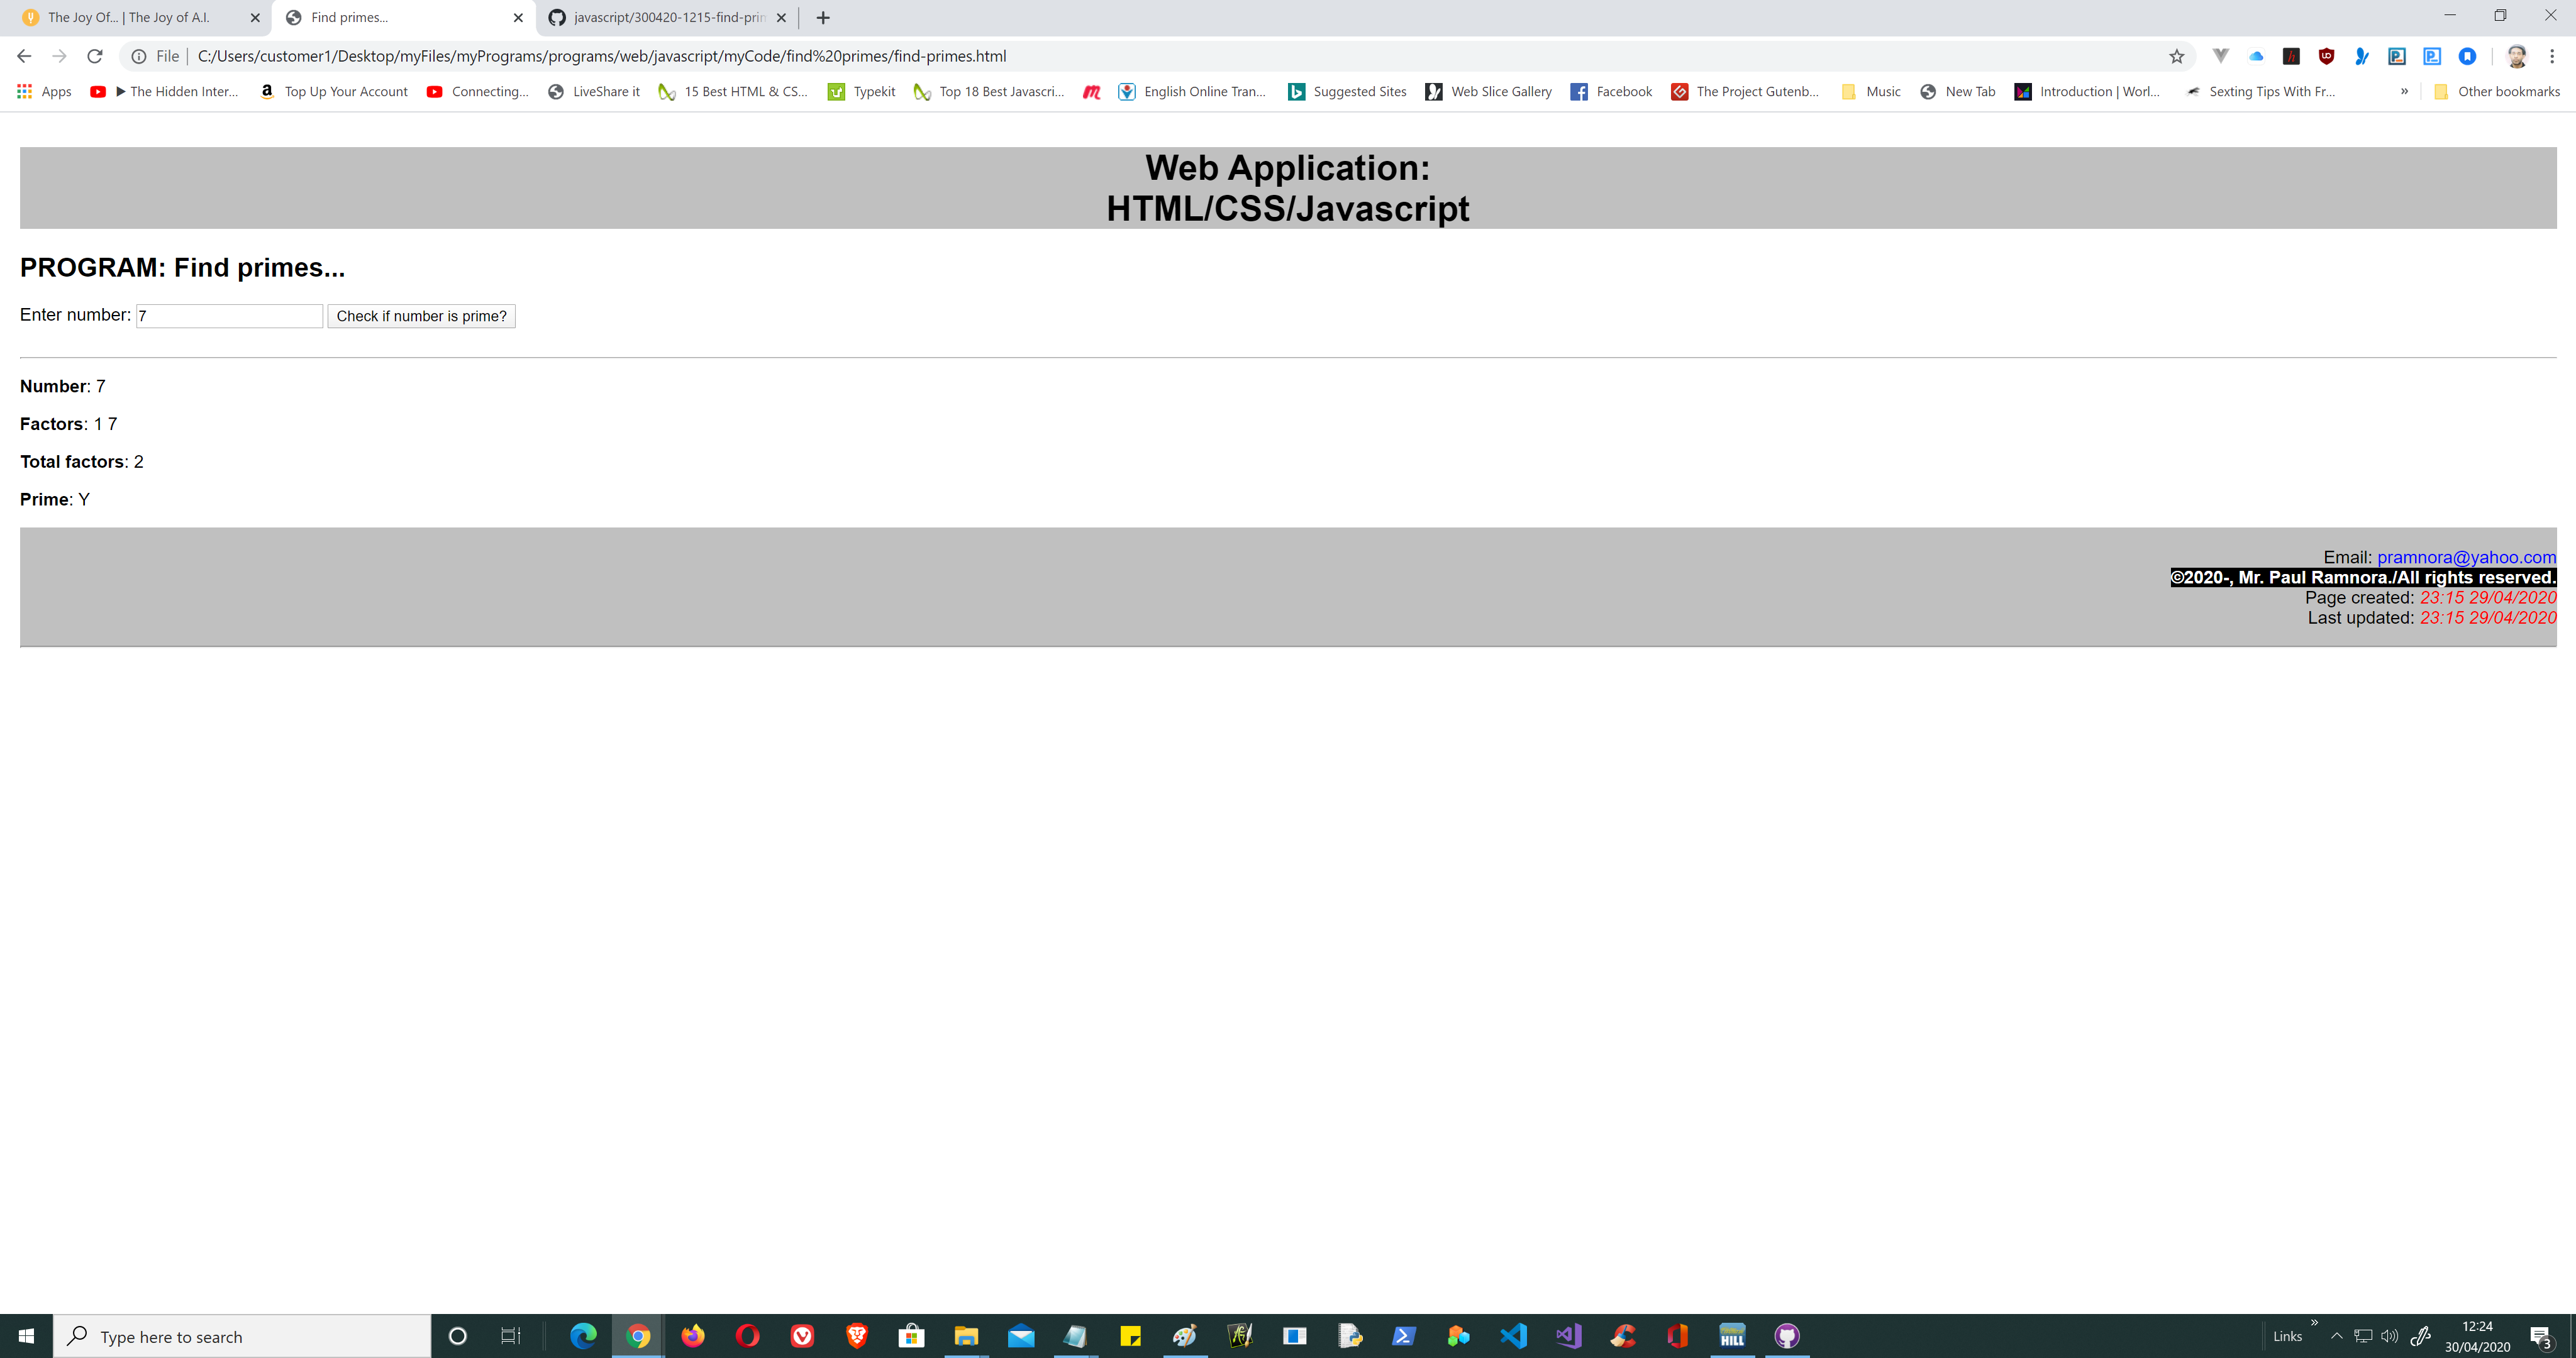 The Joy Of... | The Joy of A.I.
Find primes...
javascript/300420-1215-find-prim
File
C:/Users/customer1/Desktop/myFiles/myPrograms/programs/web/javascript/myCode/find%20primes/find-primes.html
Apps
▶ The Hidden Inter...
Top Up Your Account
Connecting...
LiveShare it
15 Best HTML & CS...
Typekit
Top 18 Best Javascri...
English Online Tran...
Suggested Sites
Web Slice Gallery
Facebook
The Project Gutenb...
Music
New Tab
Introduction | Worl...
Sexting Tips With Fr...
»
Other bookmarks
Web Application:
HTML/CSS/Javascript
PROGRAM: Find primes...
Enter number: 7 Check if number is prime?
Number: 7
Factors: 1 7
Total factors: 2
Prime: Y
Email: pramnora@yahoo.com
©2020-, Mr. Paul Ramnora./All rights reserved.
Page created: 23:15 29/04/2020
Last updated: 23:15 29/04/2020
Type here to search
HILL
Links
»
12:24
30/04/2020
3